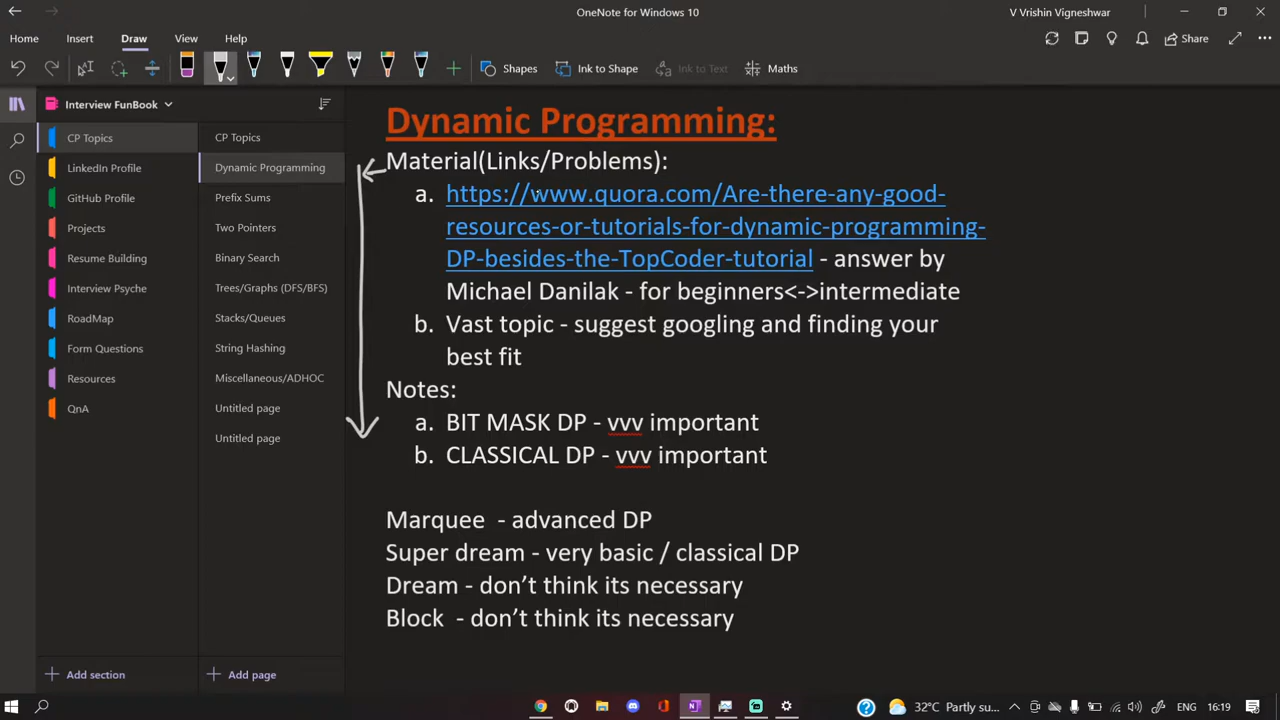 OneNote for Windows 10
V Vrishin Vigneshwar
Home Insert Draw View Help
Share
Shapes
Ink to Shape
Ink to Text
Maths
Interview FunBook
CP Topics
LinkedIn Profile
GitHub Profile
Projects
Resume Building
Interview Psyche
RoadMap
Form Questions
Resources
QnA
Add section
CP Topics
Dynamic Programming
Prefix Sums
Two Pointers
Binary Search
Trees/Graphs (DFS/BFS)
Stacks/Queues
String Hashing
Miscellaneous/ADHOC
Untitled page
Untitled page
Add page
Dynamic Programming:
Material(Links/Problems):
a. https://www.quora.com/Are-there-any-good-
resources-or-tutorials-for-dynamic-programming-
DP-besides-the-TopCoder-tutorial - answer by
Michael Danilak - for beginners<->intermediate
b. Vast topic - suggest googling and finding your
best fit
Notes:
a. BIT MASK DP - vvv important
b. CLASSICAL DP - vvv important
Marquee - advanced DP
Super dream - very basic / classical DP
Dream - don't think its necessary
Block - don't think its necessary
32°C Partly su...
ENG
16:19